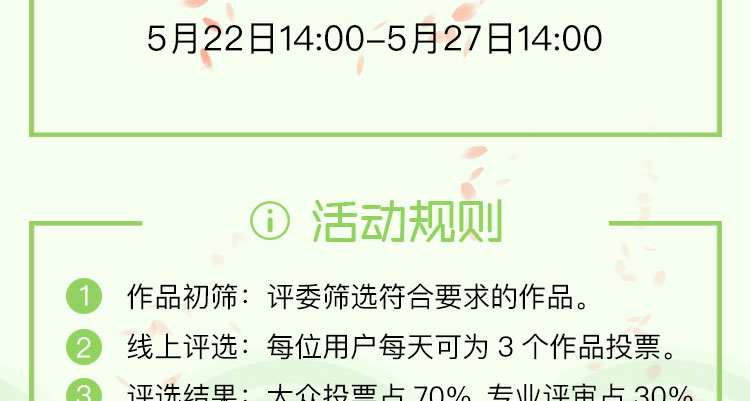 5月22日14:00-5月27日14:00
活动规则
1 作品初筛：评委筛选符合要求的作品。
2 线上评选：每位用户每天可为 3 个作品投票。
3 评选结果：大众投票占 70%, 专业评审占 30%